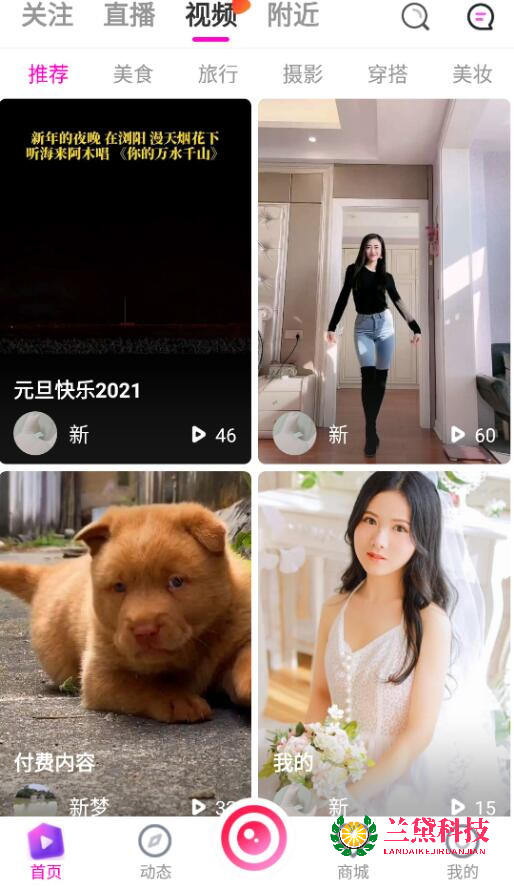 关注 直播 视频 附近
推荐 美食 旅行 摄影 穿搭 美妆
新年的夜晚 在浏阳 漫天烟花下
听海来阿木唱 《你的万水千山》
元旦快乐2021
新 46
新 60
付费内容
新梦
我的
新 15
首页 动态 商城 我的
兰黛科技
LANDAIKEJIRUANJIAN